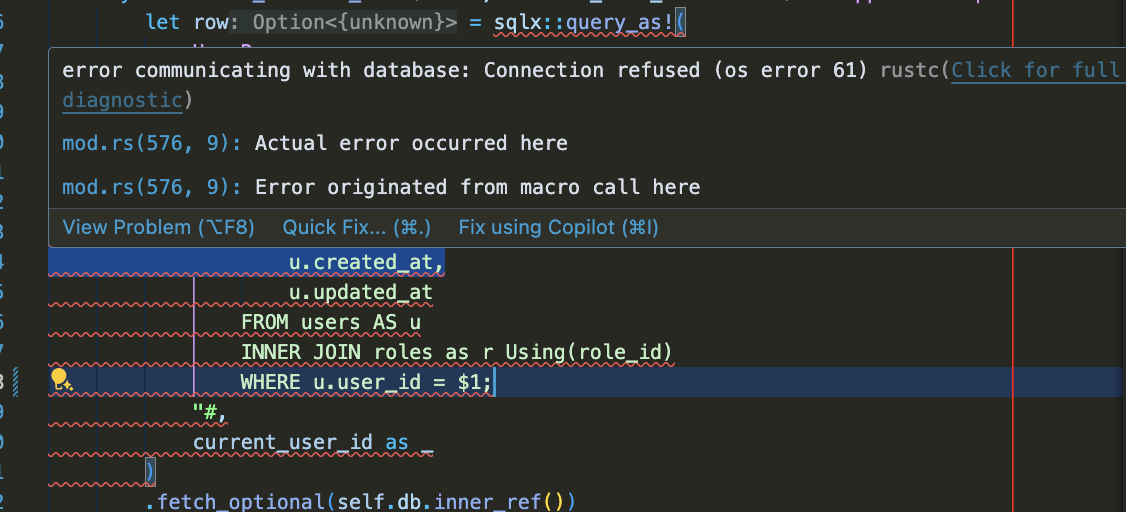 let row: Option<{unknown}> = sqlx::query_as!(
error communicating with database: Connection refused (os error 61) rustc(Click for full
diagnostic)
mod.rs(576, 9): Actual error occurred here
mod.rs(576, 9): Error originated from macro call here
View Problem (⌥F8) Quick Fix... (⌘.) Fix using Copilot (⌘I)
u.created_at,
u.updated_at
FROM users AS u
INNER JOIN roles as r Using(role_id)
WHERE u.user_id = $1;
"#,
current_user_id as _
)
.fetch_optional(self.db.inner_ref())